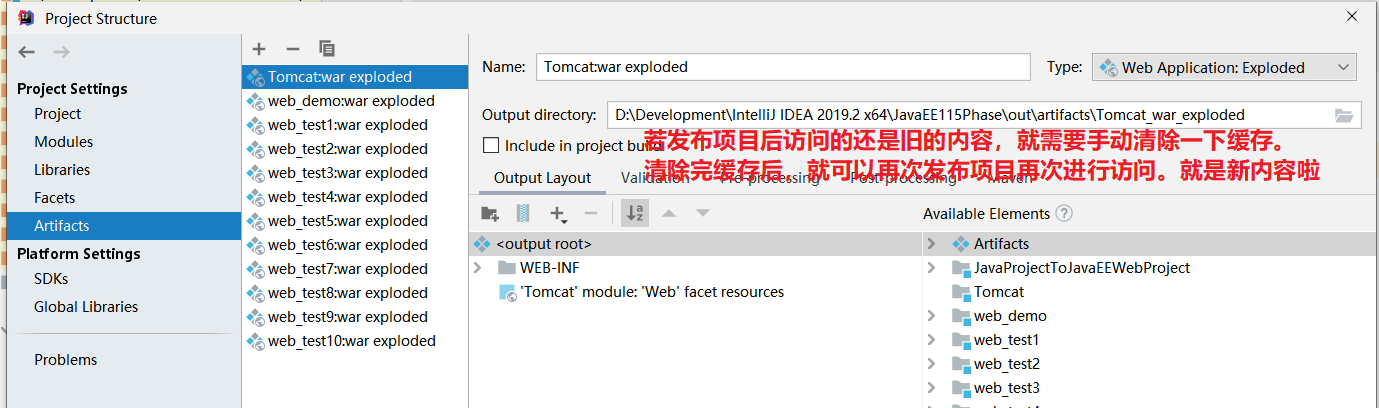 Project Structure
Project Settings
Project
Modules
Libraries
Facets
Artifacts
Platform Settings
SDKs
Global Libraries
Problems
Tomcat:war exploded
web_demo:war exploded
web_test1:war exploded
web_test2:war exploded
web_test3:war exploded
web_test4:war exploded
web_test5:war exploded
web_test6:war exploded
web_test7:war exploded
web_test8:war exploded
web_test9:war exploded
web_test10:war exploded
Name: Tomcat:war exploded Type: Web Application: Exploded
Output directory: D:\Development\IntelliJ IDEA 2019.2 x64\JavaEE115Phase\out\artifacts\Tomcat_war_exploded
Include in project build
若发布项目后访问的还是旧的内容，就需要手动清除一下缓存。
清除完缓存后，就可以再次发布项目再次进行访问。就是新内容啦
Output Layout Validation Pre-processing Post-processing Maven
Available Elements ?
<output root>
WEB-INF
'Tomcat' module: 'Web' facet resources
Artifacts
JavaProjectToJavaEEWebProject
Tomcat
web_demo
web_test1
web_test2
web_test3